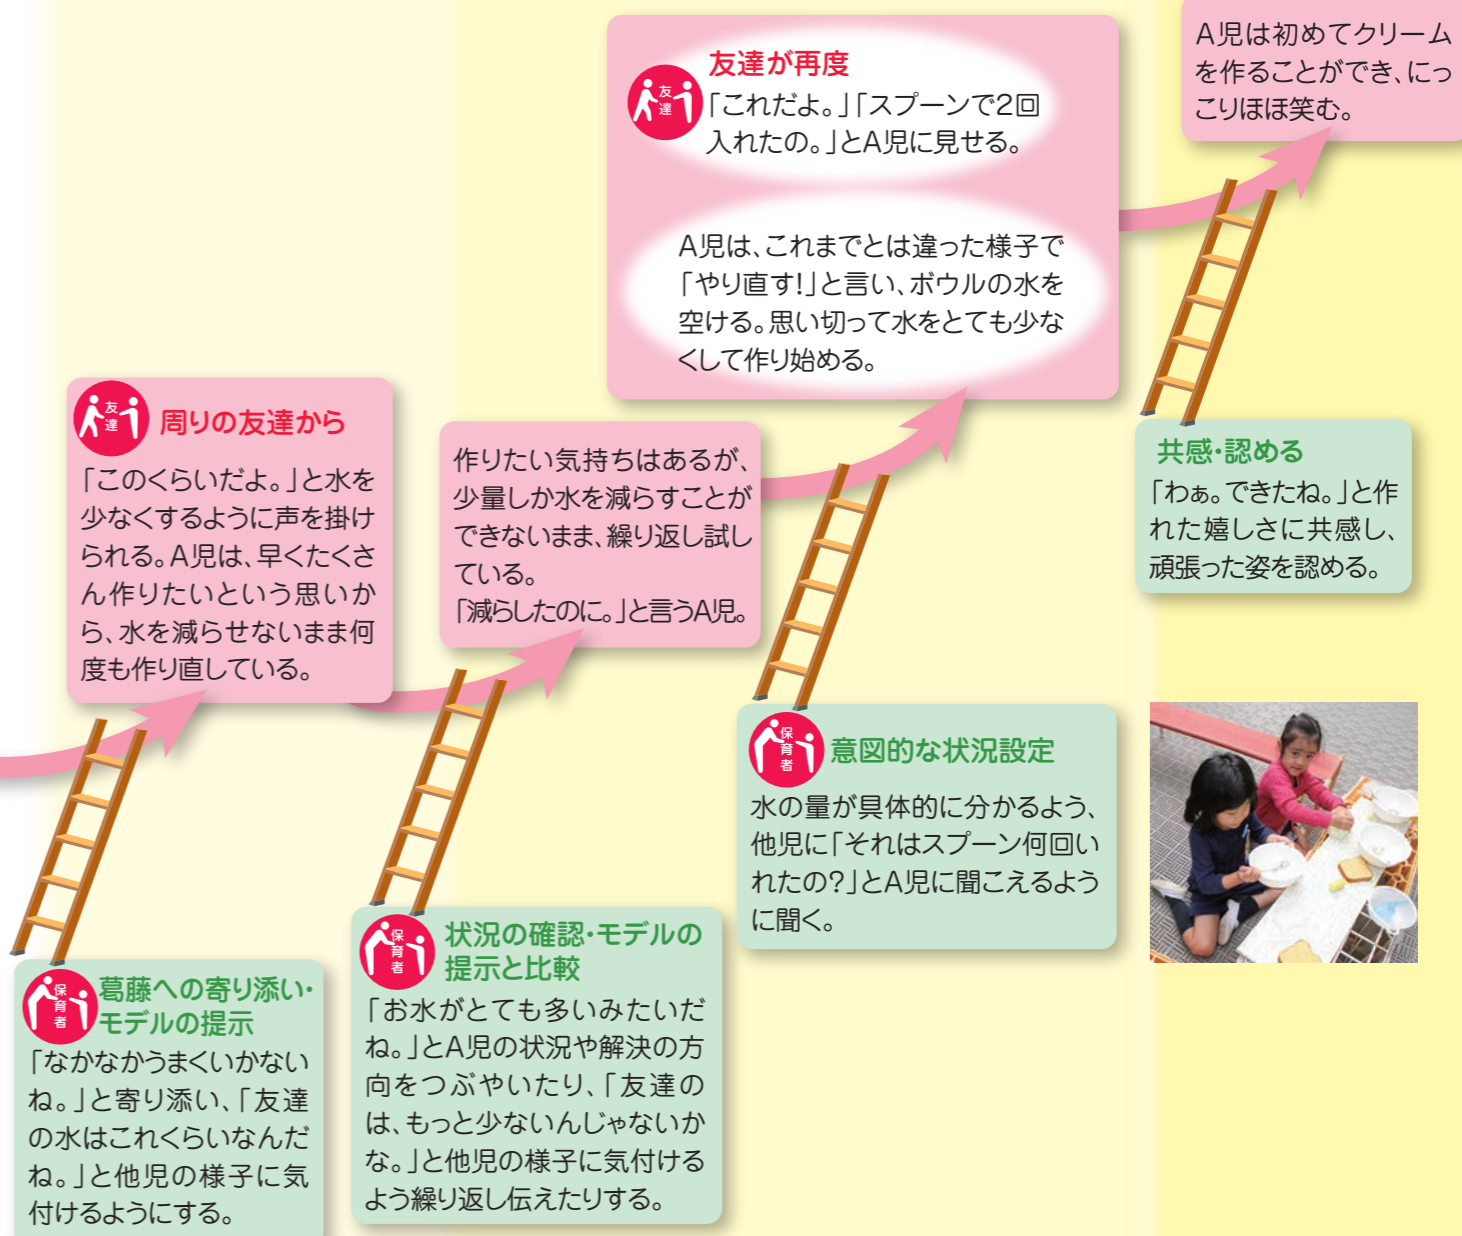 友達
周りの友達から
「このくらいだよ。」と水を
少なくするように声を掛け
られる。A児は、早くたくさ
ん作りたいという思いか
ら、水を減らせないまま何
度も作り直している。
保育者
葛藤への寄り添い・
モデルの提示
「なかなかうまくいかない
ね。」と寄り添い、「友達
の水はこれくらいなんだ
ね。」と他児の様子に気
付けるようにする。
作りたい気持ちはあるが、
少量しか水を減らすことが
できないまま、繰り返し試し
ている。
「減らしたのに。」と言うA児。
保育者
状況の確認・モデルの
提示と比較
「お水がとても多いみたいだ
ね。」とA児の状況や解決の方
向をつぶやいたり、「友達の
は、もっと少ないんじゃないか
な。」と他児の様子に気付ける
よう繰り返し伝えたりする。
友達
友達が再度
「これだよ。」「スプーンで2回
入れたの。」とA児に見せる。
A児は、これまでとは違った様子で
「やり直す!」と言い、ボウルの水を
空ける。思い切って水をとても少な
くして作り始める。
保育者
意図的な状況設定
水の量が具体的に分かるよう、
他児に「それはスプーン何回い
れたの?」とA児に聞こえるよう
に聞く。
A児は初めてクリーム
を作ることができ、にっ
こりほほ笑む。
共感・認める
「わぁ。できたね。」と作
れた嬉しさに共感し、
頑張った姿を認める。